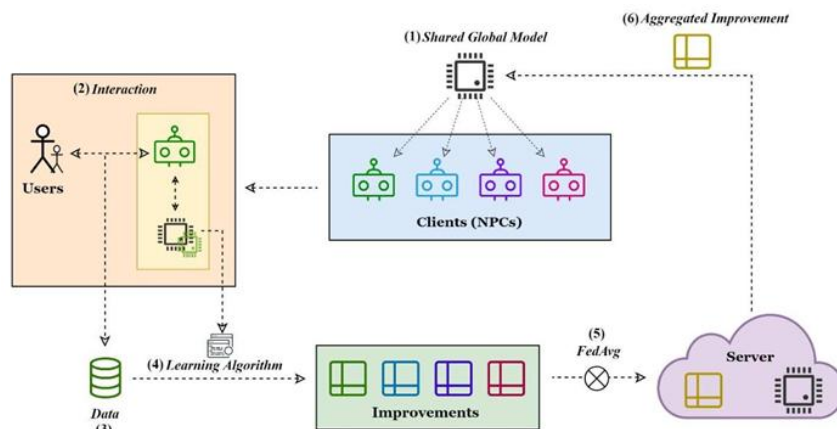 (6) Aggregated Improvement
(1) Shared Global Model
(2) Interaction
Users
Clients (NPCs)
(5)
FedAvg
Server
(4) Learning Algorithm
Improvements
Data
(3)